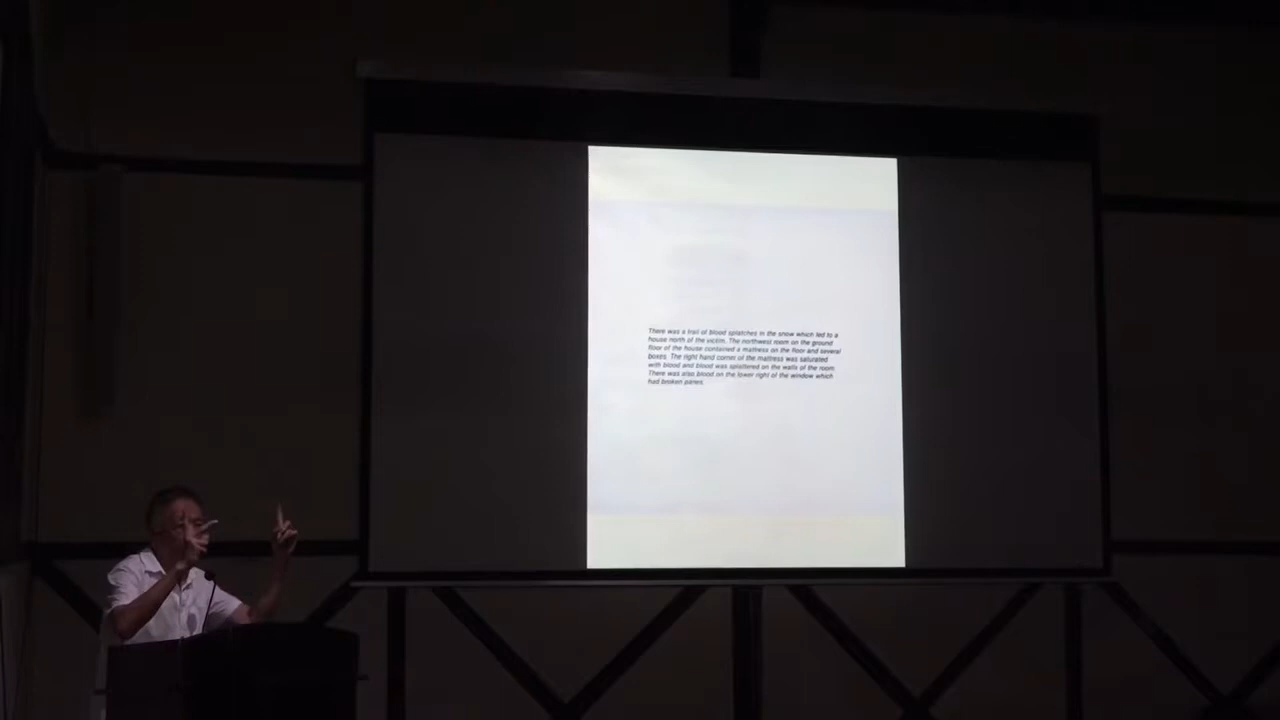 There was a trail of blood splatches in the snow which led to a
house north of the victim. The northwest room on the ground
floor of the house contained a mattress on the floor and several
boxes. The right hand corner of the mattress was saturated
with blood and blood was splattered on the walls of the room.
There was also blood on the lower right of the window which
had broken panes.